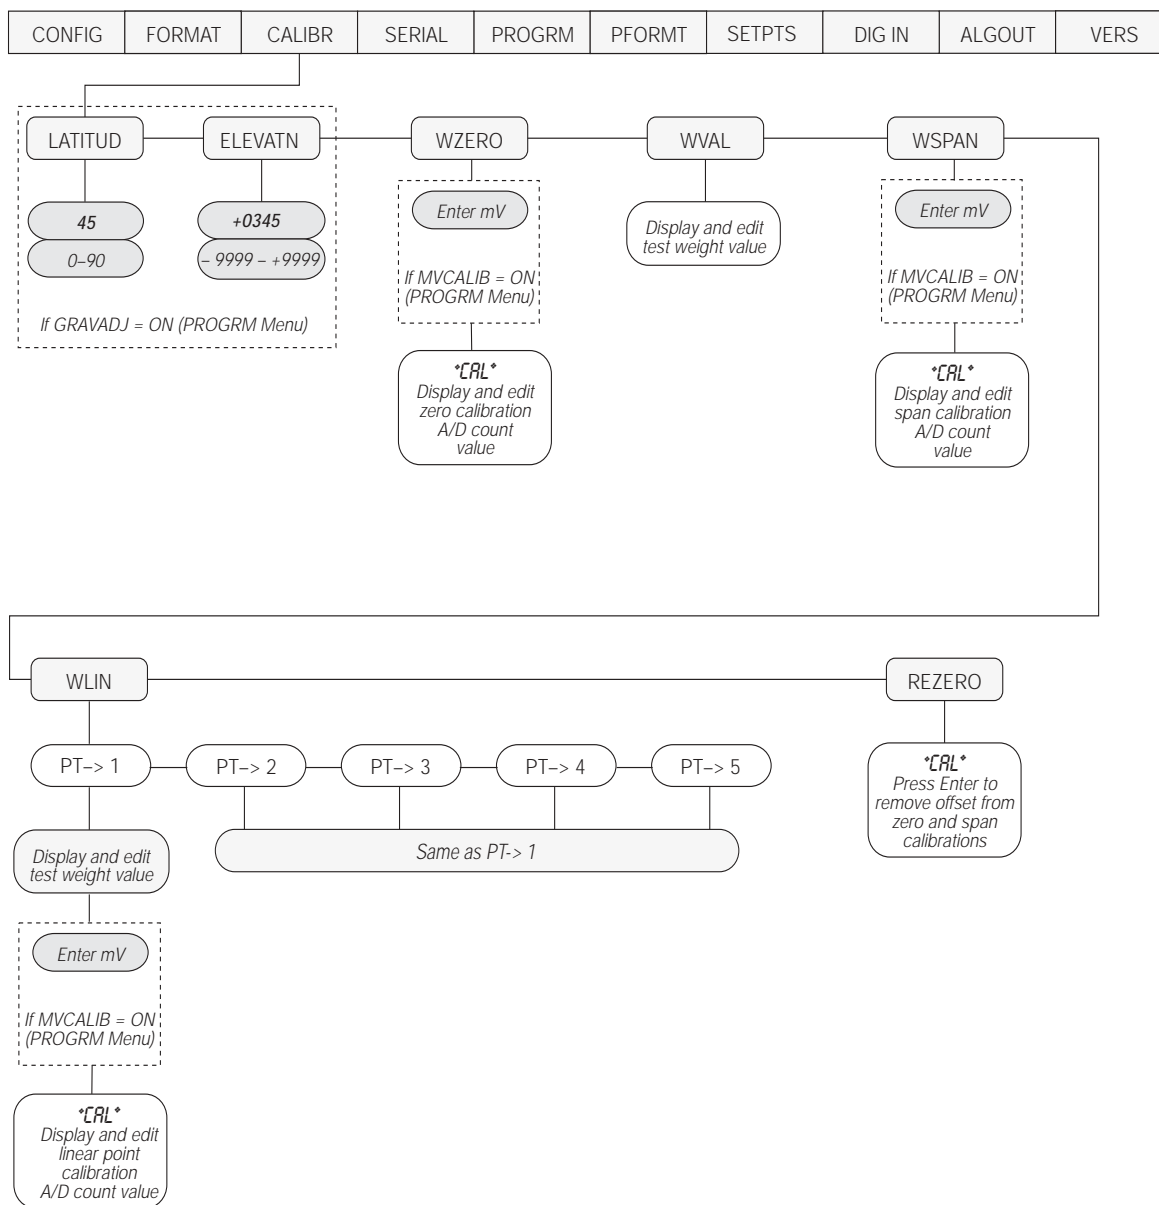 CONFIG FORMAT CALIBR SERIAL PROGRM PFORMT SETPTS DIG IN ALGOUT VERS
LATITUD ELEVATN WZERO WVAL WSPAN
45
0–90
+0345
– 9999 – +9999
If GRAVADJ = ON (PROGRM Menu)
Enter mV
If MVCALIB = ON
(PROGRM Menu)
*CAL*
Display and edit
zero calibration
A/D count
value
Display and edit
test weight value
Enter mV
If MVCALIB = ON
(PROGRM Menu)
*CAL*
Display and edit
span calibration
A/D count
value
WLIN REZERO
PT–> 1 PT–> 2 PT–> 3 PT–> 4 PT–> 5
Display and edit
test weight value
Same as PT-> 1
Enter mV
If MVCALIB = ON
(PROGRM Menu)
*CAL*
Display and edit
linear point
calibration
A/D count value
*CAL*
Press Enter to
remove offset from
zero and span
calibrations